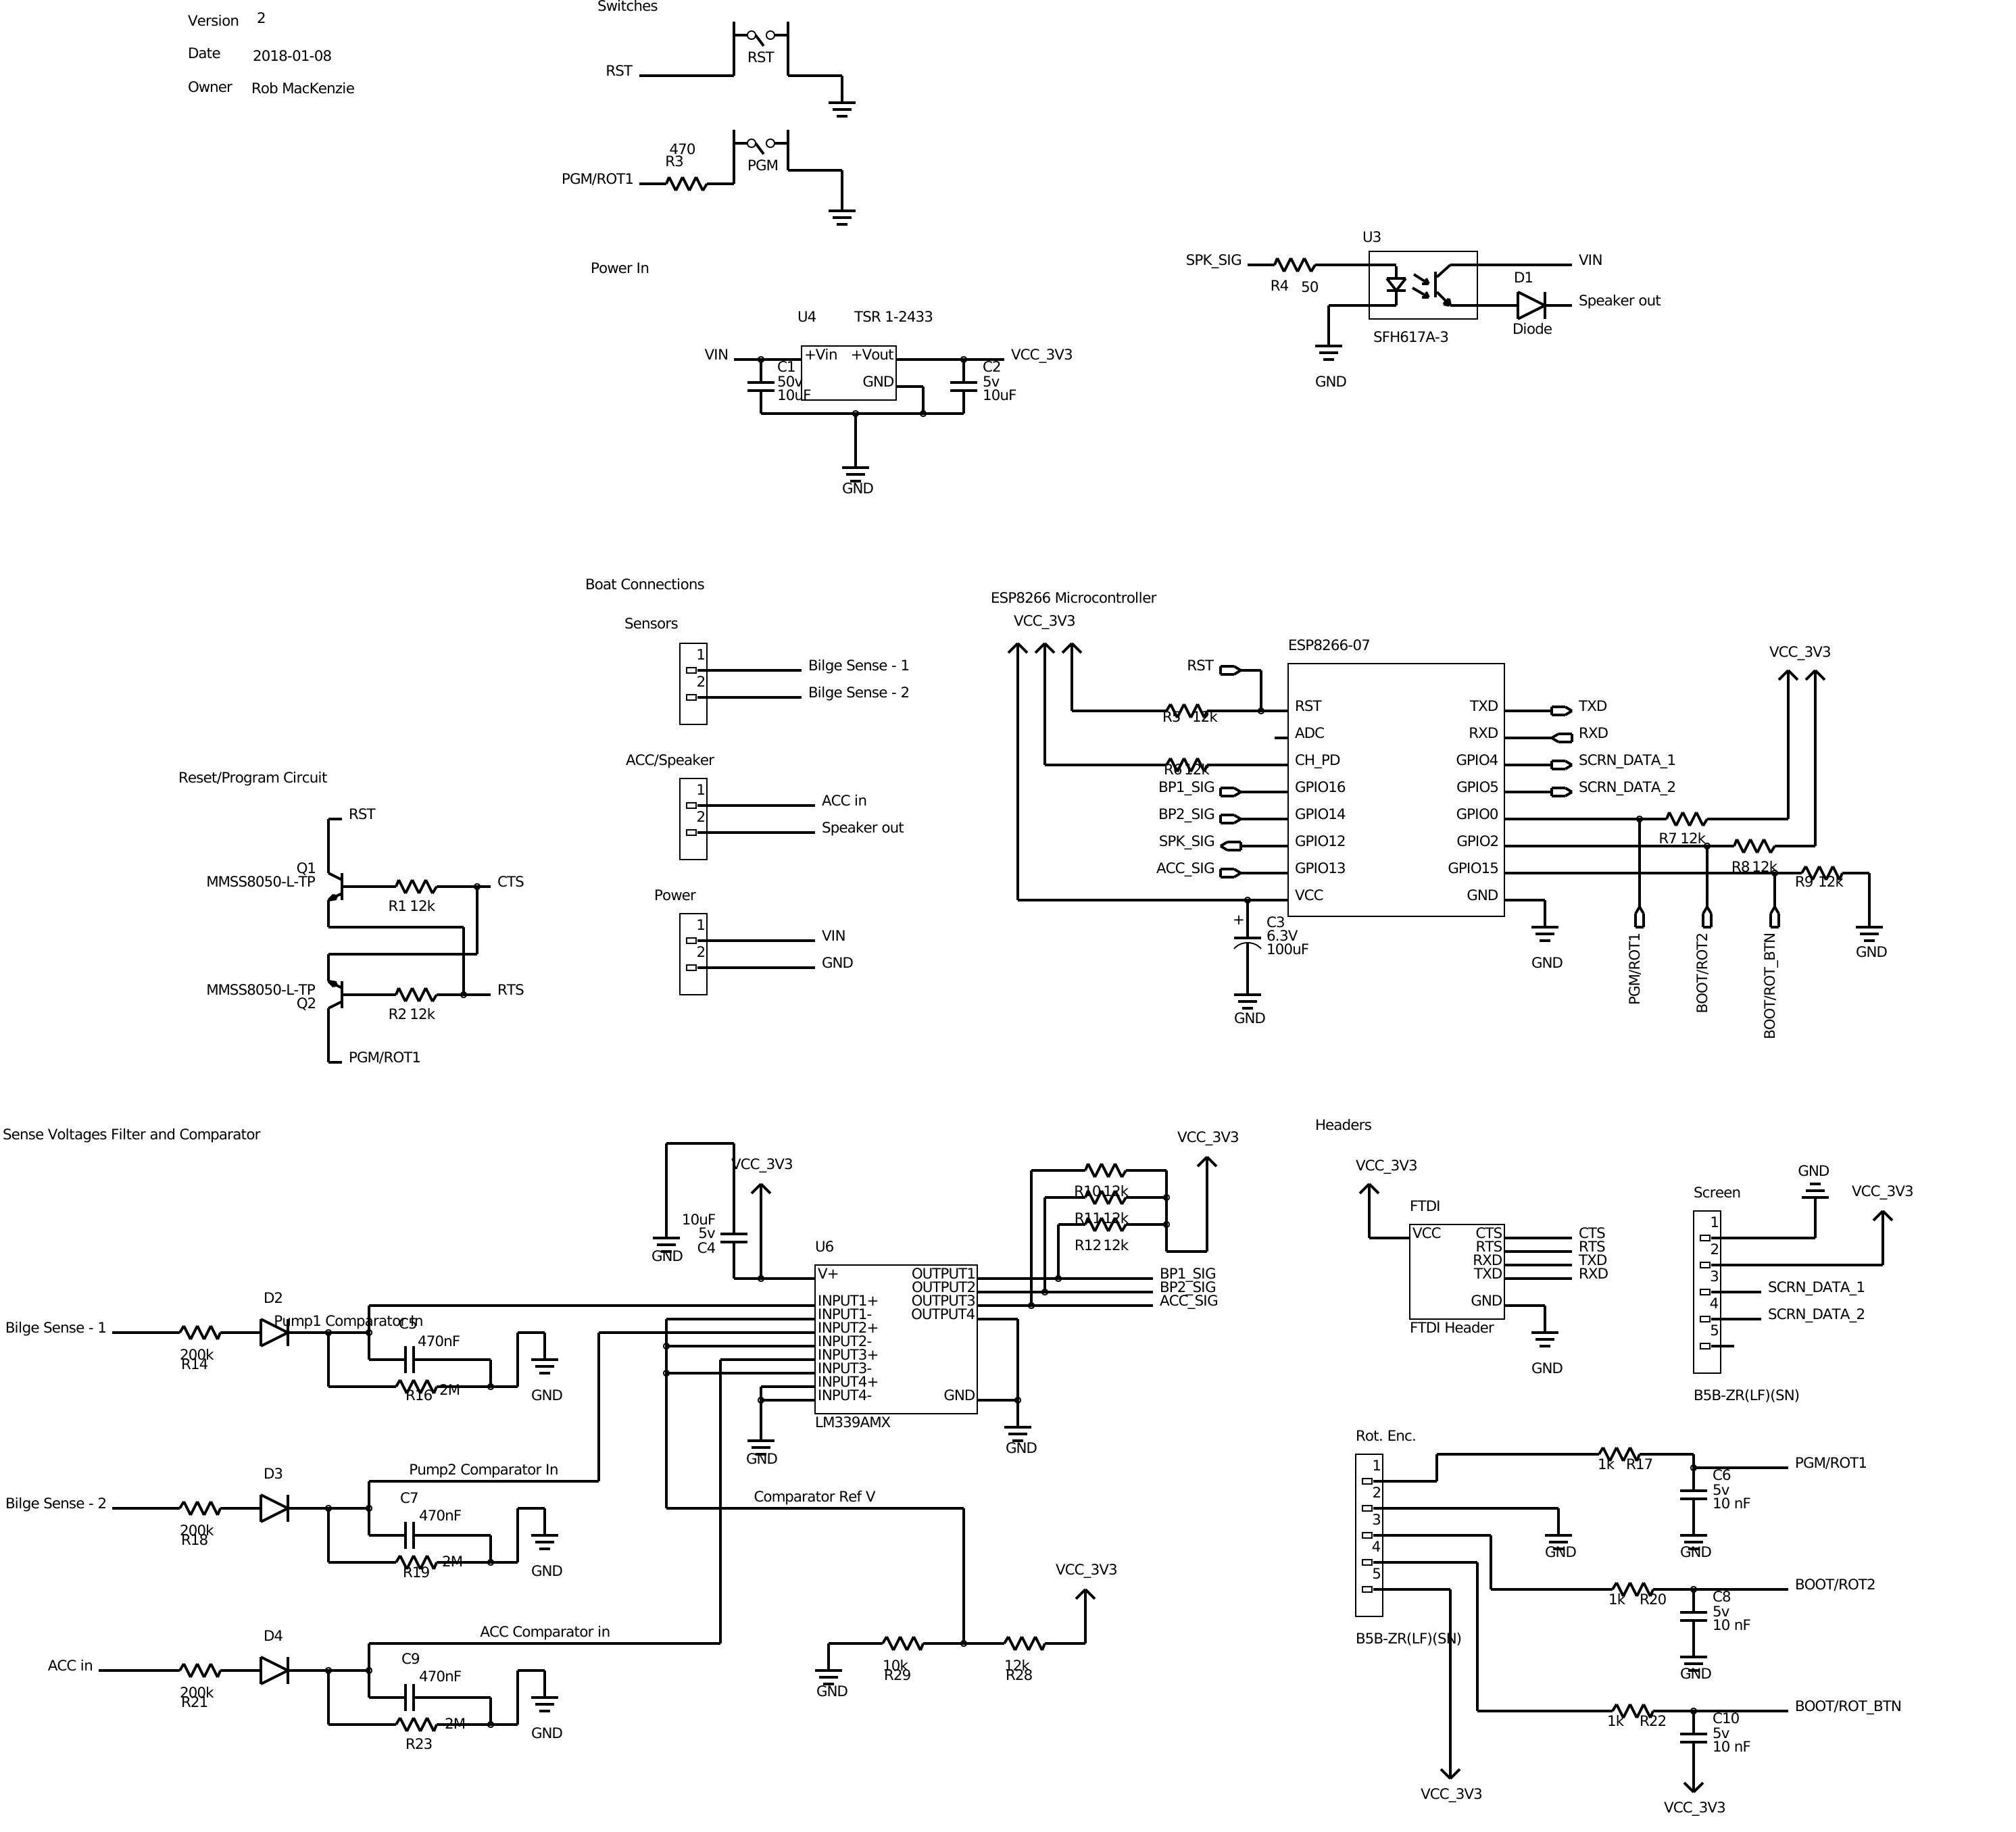 Version 2
Date 2018-01-08
Owner Rob MacKenzie
Switches
RST
RST
470
R3
PGM
PGM/ROT1
Power In
U4 TSR 1-2433
VIN
+Vin +Vout
VCC_3V3
C1
50v
10uF
GND
C2
5v
10uF
GND
U3
SPK_SIG
R4 50
VIN
D1
Speaker out
Diode
SFH617A-3
GND
Boat Connections
Sensors
1
Bilge Sense - 1
2
Bilge Sense - 2
ACC/Speaker
1
ACC in
2
Speaker out
Power
1
VIN
2
GND
Reset/Program Circuit
RST
Q1
MMSS8050-L-TP
CTS
R1 12k
MMSS8050-L-TP
Q2
RTS
R2 12k
PGM/ROT1
ESP8266 Microcontroller
VCC_3V3
ESP8266-07
VCC_3V3
RST
RST
R5 12k
ADC
CH_PD
R6 12k
BP1_SIG
GPIO16
BP2_SIG
GPIO14
SPK_SIG
GPIO12
ACC_SIG
GPIO13
VCC
TXD TXD
RXD RXD
GPIO4 SCRN_DATA_1
GPIO5 SCRN_DATA_2
GPIO0
R7 12k
GPIO2
R8 12k
GPIO15
R9 12k
GND
+
C3
6.3V
100uF
GND
GND
GND
PGM/ROT1
BOOT/ROT2
BOOT/ROT_BTN
Sense Voltages Filter and Comparator
VCC_3V3
10uF
5v
C4
GND
U6
V+
INPUT1+
INPUT1-
INPUT2+
INPUT2-
INPUT3+
INPUT3-
INPUT4+
INPUT4-
OUTPUT1
OUTPUT2
OUTPUT3
OUTPUT4
GND
LM339AMX
GND
GND
VCC_3V3
R10 12k
R11 12k
R12 12k
BP1_SIG
BP2_SIG
ACC_SIG
Bilge Sense - 1
200k
R14
D2
Pump1 Comparator In
C5
470nF
R16 2M
GND
Bilge Sense - 2
200k
R18
D3
Pump2 Comparator In
C7
470nF
2M
R19
GND
ACC in
200k
R21
D4
ACC Comparator in
C9
470nF
2M
R23
GND
Comparator Ref V
VCC_3V3
10k
R29
12k
R28
GND
Headers
VCC_3V3
FTDI
VCC
CTS CTS
RTS RTS
RXD TXD
TXD RXD
GND
FTDI Header
GND
Screen
GND
VCC_3V3
1
2
3
SCRN_DATA_1
4
SCRN_DATA_2
5
B5B-ZR(LF)(SN)
Rot. Enc.
1
2
3
4
5
B5B-ZR(LF)(SN)
1k R17
PGM/ROT1
C6
5v
10 nF
GND
GND
1k R20
BOOT/ROT2
C8
5v
10 nF
GND
1k R22
BOOT/ROT_BTN
C10
5v
10 nF
VCC_3V3
VCC_3V3